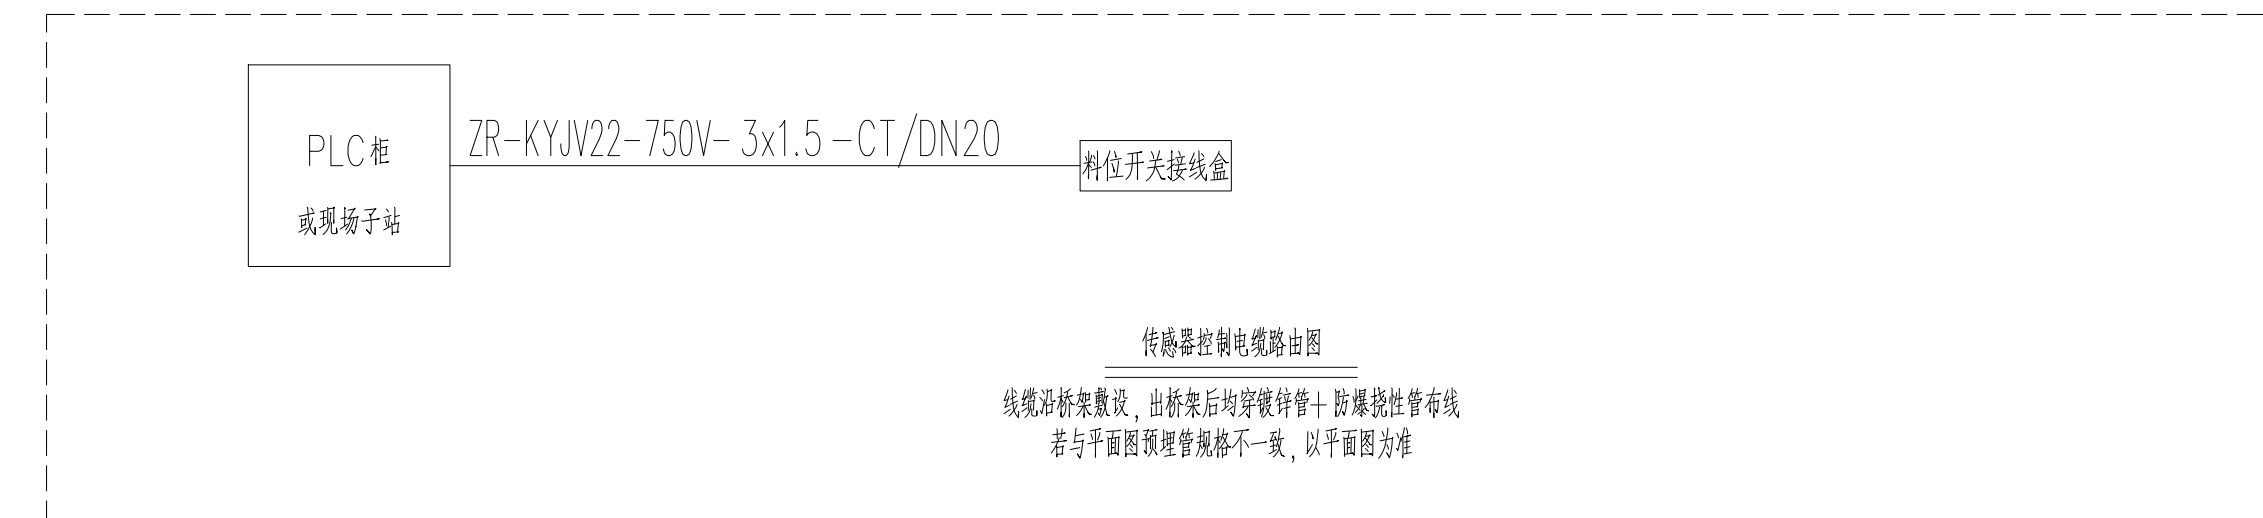 PLC柜
或现场子站
ZR-KYJV22-750V-3x1.5-CT/DN20
料位开关接线盒
传感器控制电缆路由图
线缆沿桥架敷设,出桥架后均穿镀锌管+防爆挠性管布线
若与平面图预埋管规格不一致,以平面图为准